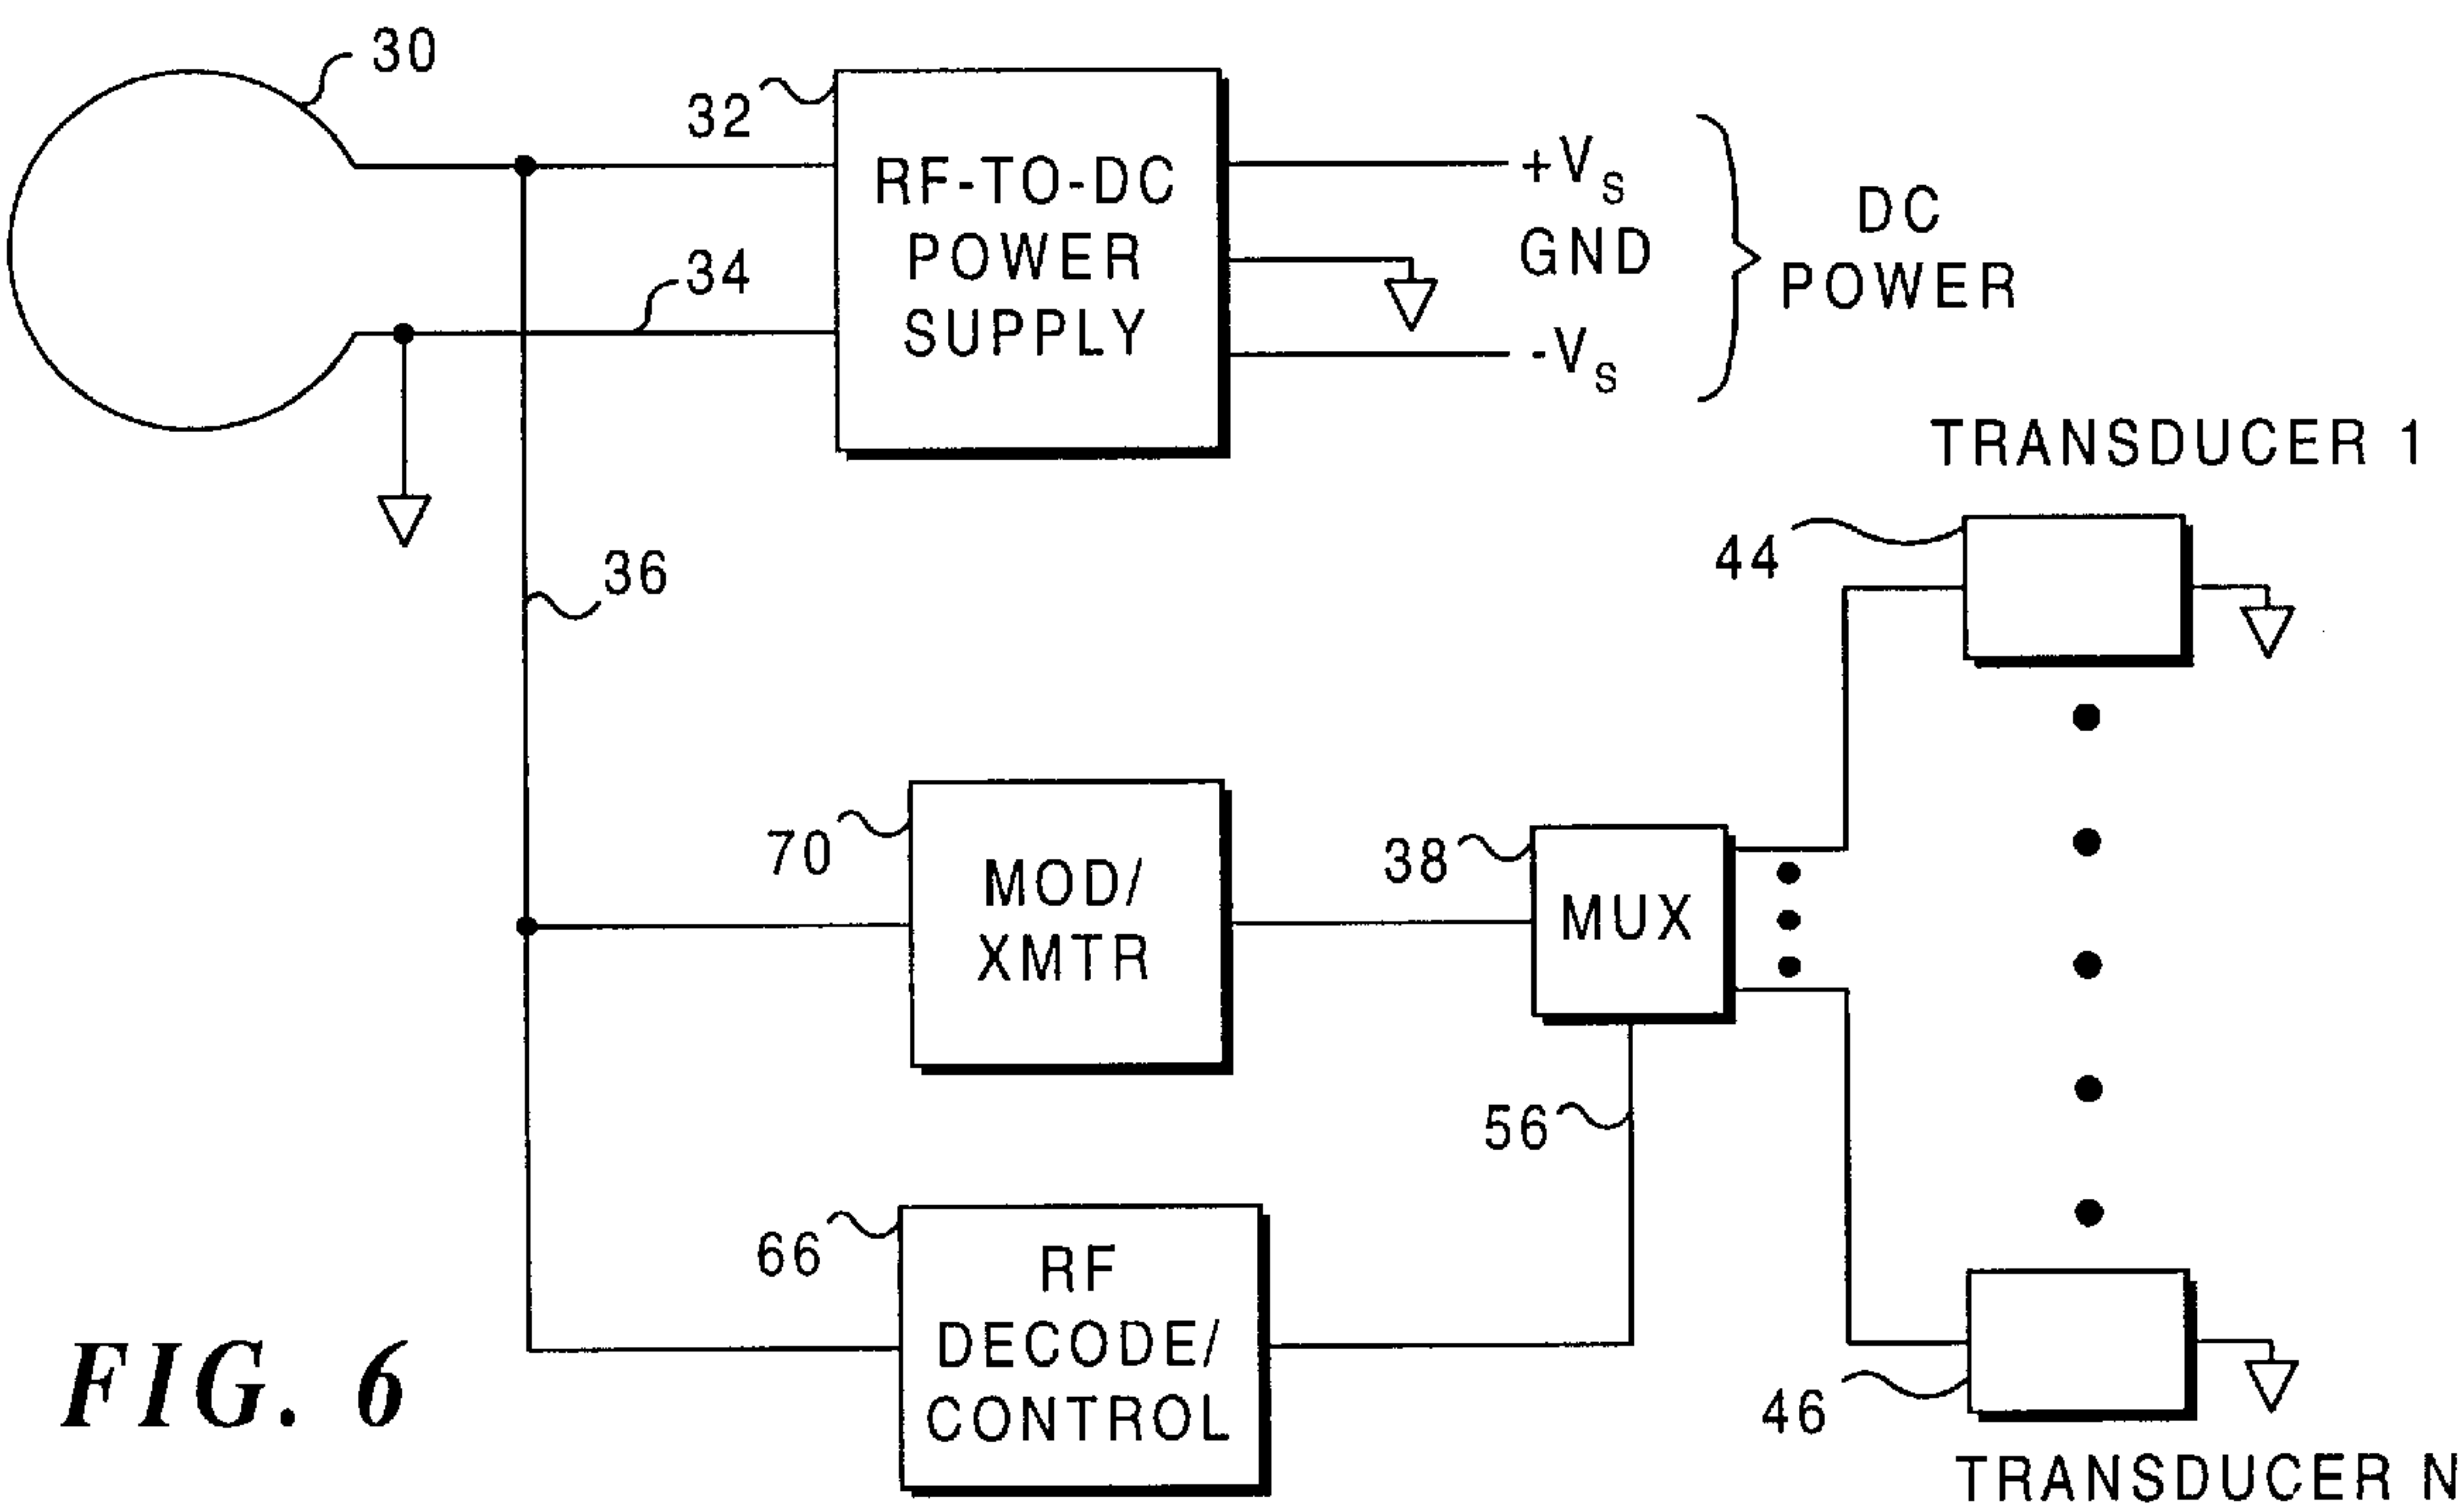 30
32
RF-TO-DC
POWER
SUPPLY
+VS
GND
-VS
DC
POWER
34
36
TRANSDUCER 1
44
70
MOD/
XMTR
38
MUX
56
66
RF
DECODE/
CONTROL
46
TRANSDUCER N
FIG. 6